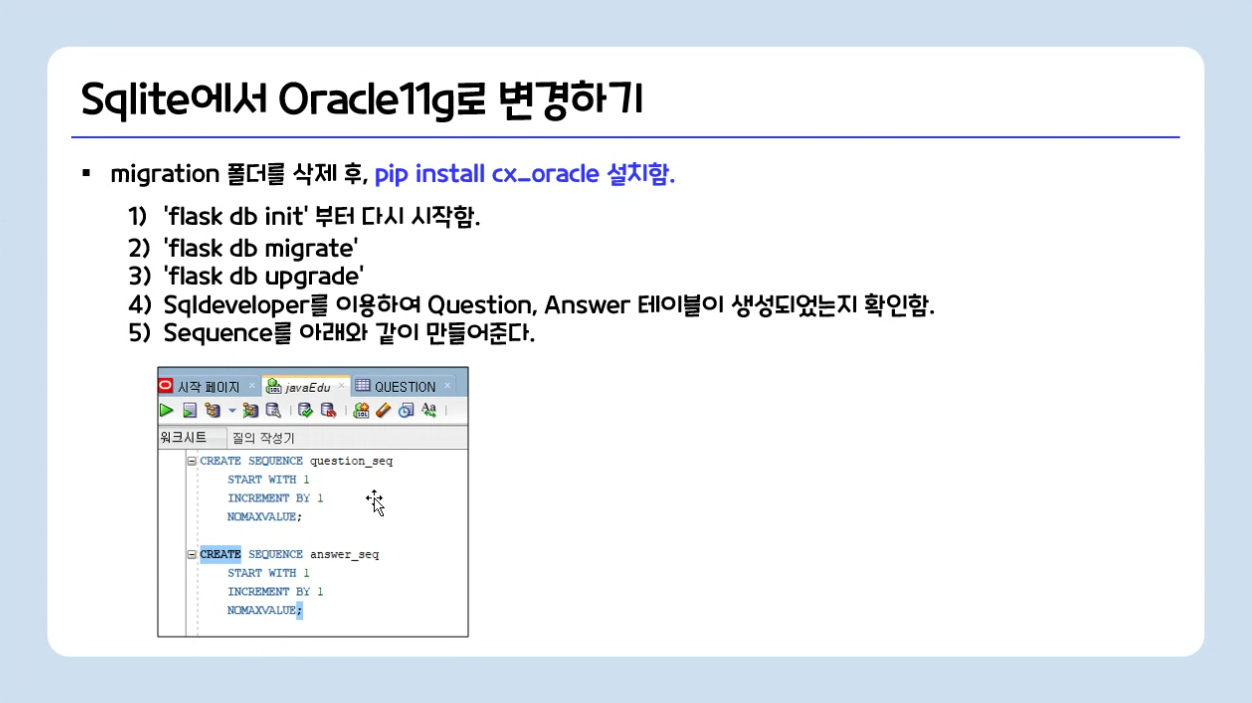 Sqlite에서 Oracle11g로 변경하기
▪ migration 폴더를 삭제 후, pip install cx_oracle 설치함.
1) 'flask db init' 부터 다시 시작함.
2) 'flask db migrate'
3) 'flask db upgrade'
4) Sqldeveloper를 이용하여 Question, Answer 테이블이 생성되었는지 확인함.
5) Sequence를 아래와 같이 만들어준다.
시작 페이지 javaEdu QUESTION
워크시트 질의 작성기
CREATE SEQUENCE question_seq
START WITH 1
INCREMENT BY 1
NOMAXVALUE;
CREATE SEQUENCE answer_seq
START WITH 1
INCREMENT BY 1
NOMAXVALUE;